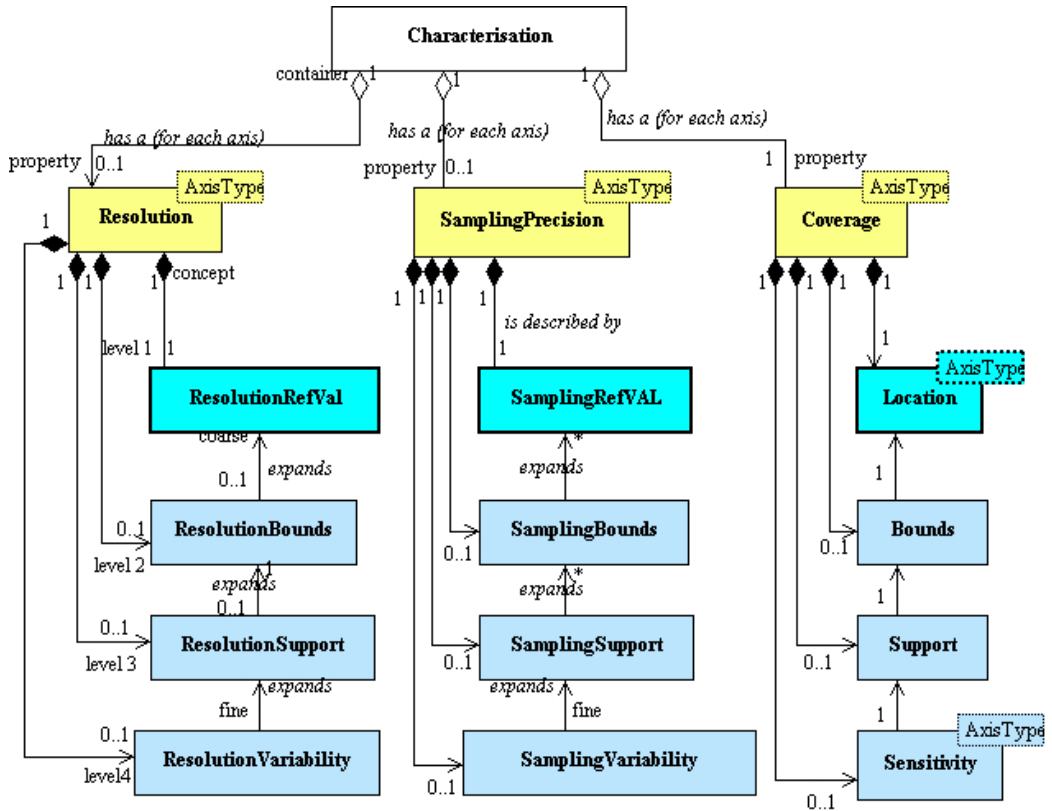 Characterisation
container 1 1 1
has a (for each axis) has a (for each axis) has a (for each axis)
property 0..1 property 0..1 1 property
AxisType AxisType AxisType
Resolution SamplingPrecision Coverage
1
1 1 1 concept 1 1 1 1 1 1 1 1
is described by
level 1 1 1 1
AxisType
ResolutionRefVal SamplingRefVAL Location
coarse *
expands expands
0..1 1
ResolutionBounds SamplingBounds Bounds
0..1 0..1 0..1
level 2
1 *
expands expands
0..1 1
ResolutionSupport SamplingSupport Support
0..1 0..1 0..1
level 3
expands expands
fine fine 1
AxisType
ResolutionVariability SamplingVariability Sensitivity
0..1 0..1 0..1
level4